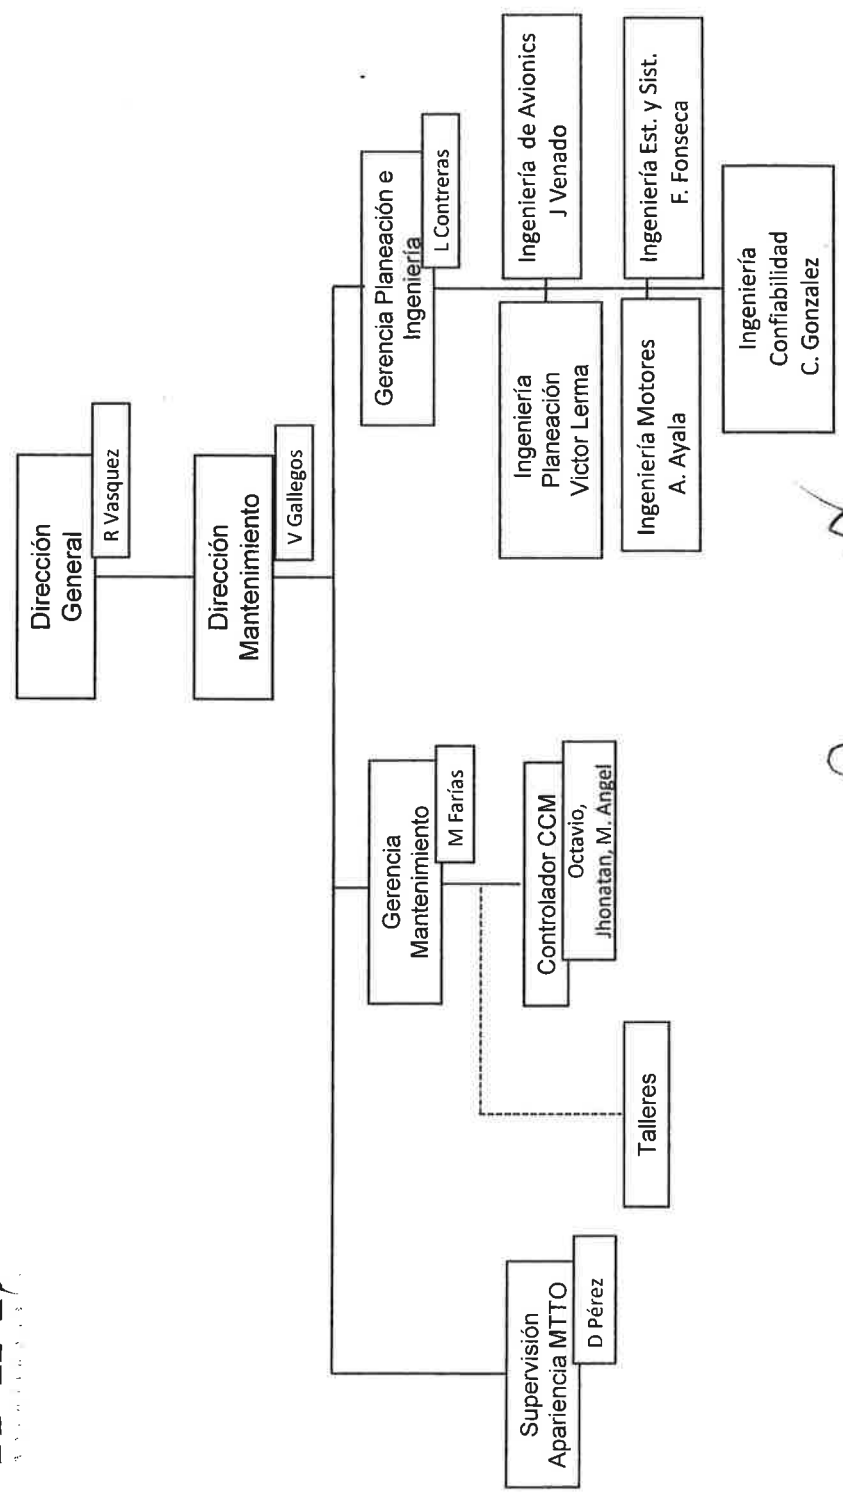 Dirección
General
R Vasquez
Dirección
Mantenimiento
V Gallegos
Supervisión
Apariencia MTTO
D Pérez
Gerencia
Mantenimiento
M Farías
Talleres
Controlador CCM
Octavio,
Jhonatan, M. Angel
Gerencia Planeación e
Ingeniería
L Contreras
Ingeniería
Planeación
Victor Lerma
Ingeniería de Avionics
J Venado
Ingeniería Motores
A. Ayala
Ingeniería Est. y Sist.
F. Fonseca
Ingeniería
Confiabilidad
C. Gonzalez